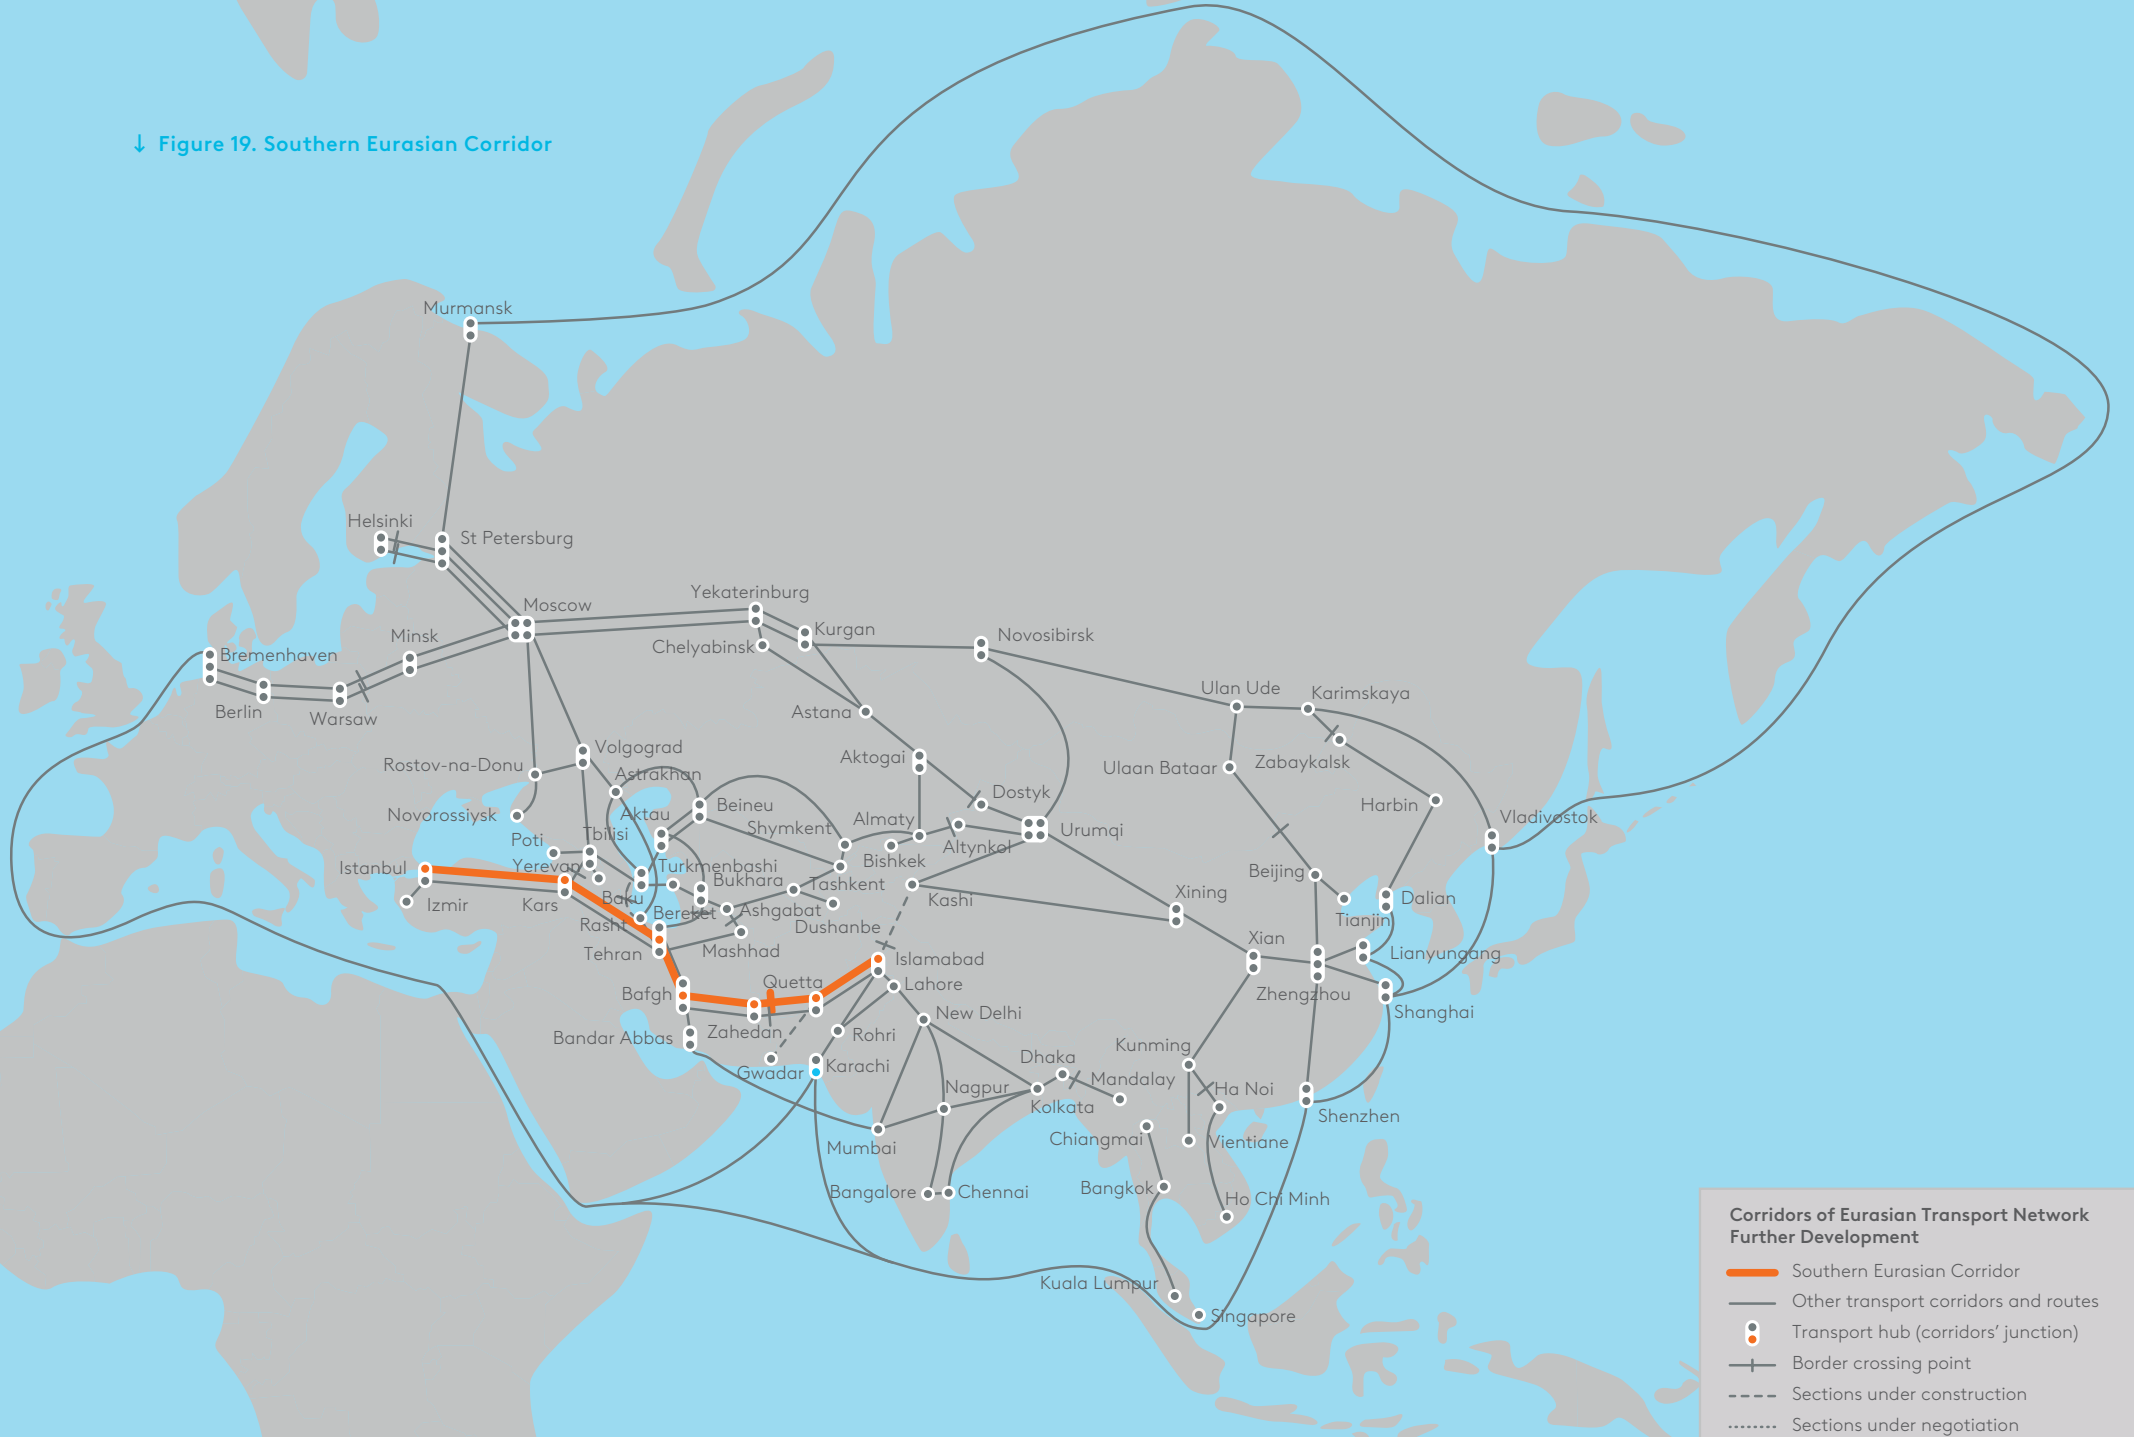 ↓ Figure 19. Southern Eurasian Corridor
Murmansk
Helsinki
St Petersburg
Yekaterinburg
Moscow
Kurgan
Minsk
Novosibirsk
Chelyabinsk
Bremenhaven
Berlin
Warsaw
Ulan Ude
Karimskaya
Astana
Volgograd
Aktogai
Rostov-na-Donu
Astrakhan
Ulaan Bataar
Zabaykalsk
Dostyk
Beineu
Harbin
Novorossiysk
Aktau
Almaty
Vladivostok
Shymkent
Urumqi
Poti
Tbilisi
Altynkol
Bishkek
Istanbul
Yerevan
Turkmenbashi
Beijing
Bukhara
Tashkent
Xining
Baku
Kashi
Dalian
Izmir
Kars
Bereket
Ashgabat
Tianjin
Rasht
Dushanbe
Xian
Tehran
Mashhad
Lianyungang
Islamabad
Quetta
Lahore
Bafgh
Zhengzhou
Shanghai
New Delhi
Zahedan
Rohri
Bandar Abbas
Kunming
Dhaka
Karachi
Gwadar
Mandalay
Nagpur
Ha Noi
Kolkata
Shenzhen
Chiangmai
Vientiane
Mumbai
Bangkok
Bangalore
Chennai
Ho Chi Minh
Kuala Lumpur
Singapore
Corridors of Eurasian Transport Network
Further Development
Southern Eurasian Corridor
Other transport corridors and routes
Transport hub (corridors’ junction)
Border crossing point
Sections under construction
Sections under negotiation